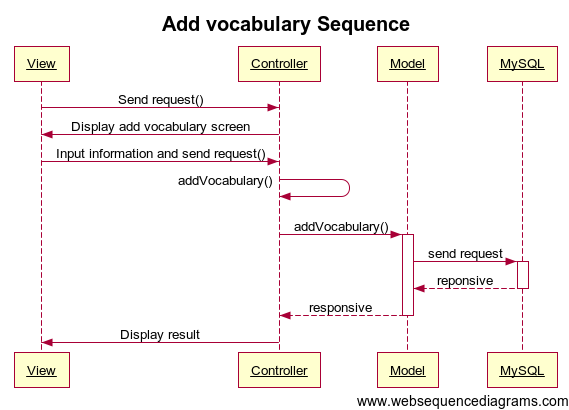 Add vocabulary Sequence
View
Controller
Model
MySQL
Send request()
Display add vocabulary screen
Input information and send request()
addVocabulary()
addVocabulary()
send request
reponsive
responsive
Display result
View
Controller
Model
MySQL
www.websequencediagrams.com